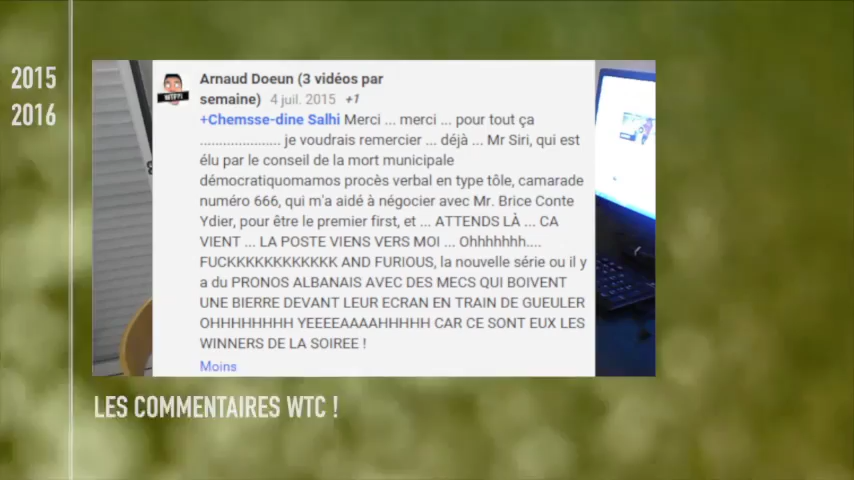 2015
2016
Arnaud Doeun (3 vidéos par
semaine) 4 juil. 2015 +1
+Chemsse-dine Salhi Merci ... merci ... pour tout ça
..................... je voudrais remercier ... déjà ... Mr Siri, qui est
élu par le conseil de la mort municipale
démocratiquomamos procès verbal en type tôle, camarade
numéro 666, qui m'a aidé à négocier avec Mr. Brice Conte
Ydier, pour être le premier first, et ... ATTENDS LÀ ... CA
VIENT ... LA POSTE VIENS VERS MOI ... Ohhhhhhh....
FUCKKKKKKKKKKKK AND FURIOUS, la nouvelle série ou il y
a du PRONOS ALBANAIS AVEC DES MECS QUI BOIVENT
UNE BIERRE DEVANT LEUR ECRAN EN TRAIN DE GUEULER
OHHHHHHHH YEEEEAAAAHHHHH CAR CE SONT EUX LES
WINNERS DE LA SOIREE !
Moins
LES COMMENTAIRES WTC !